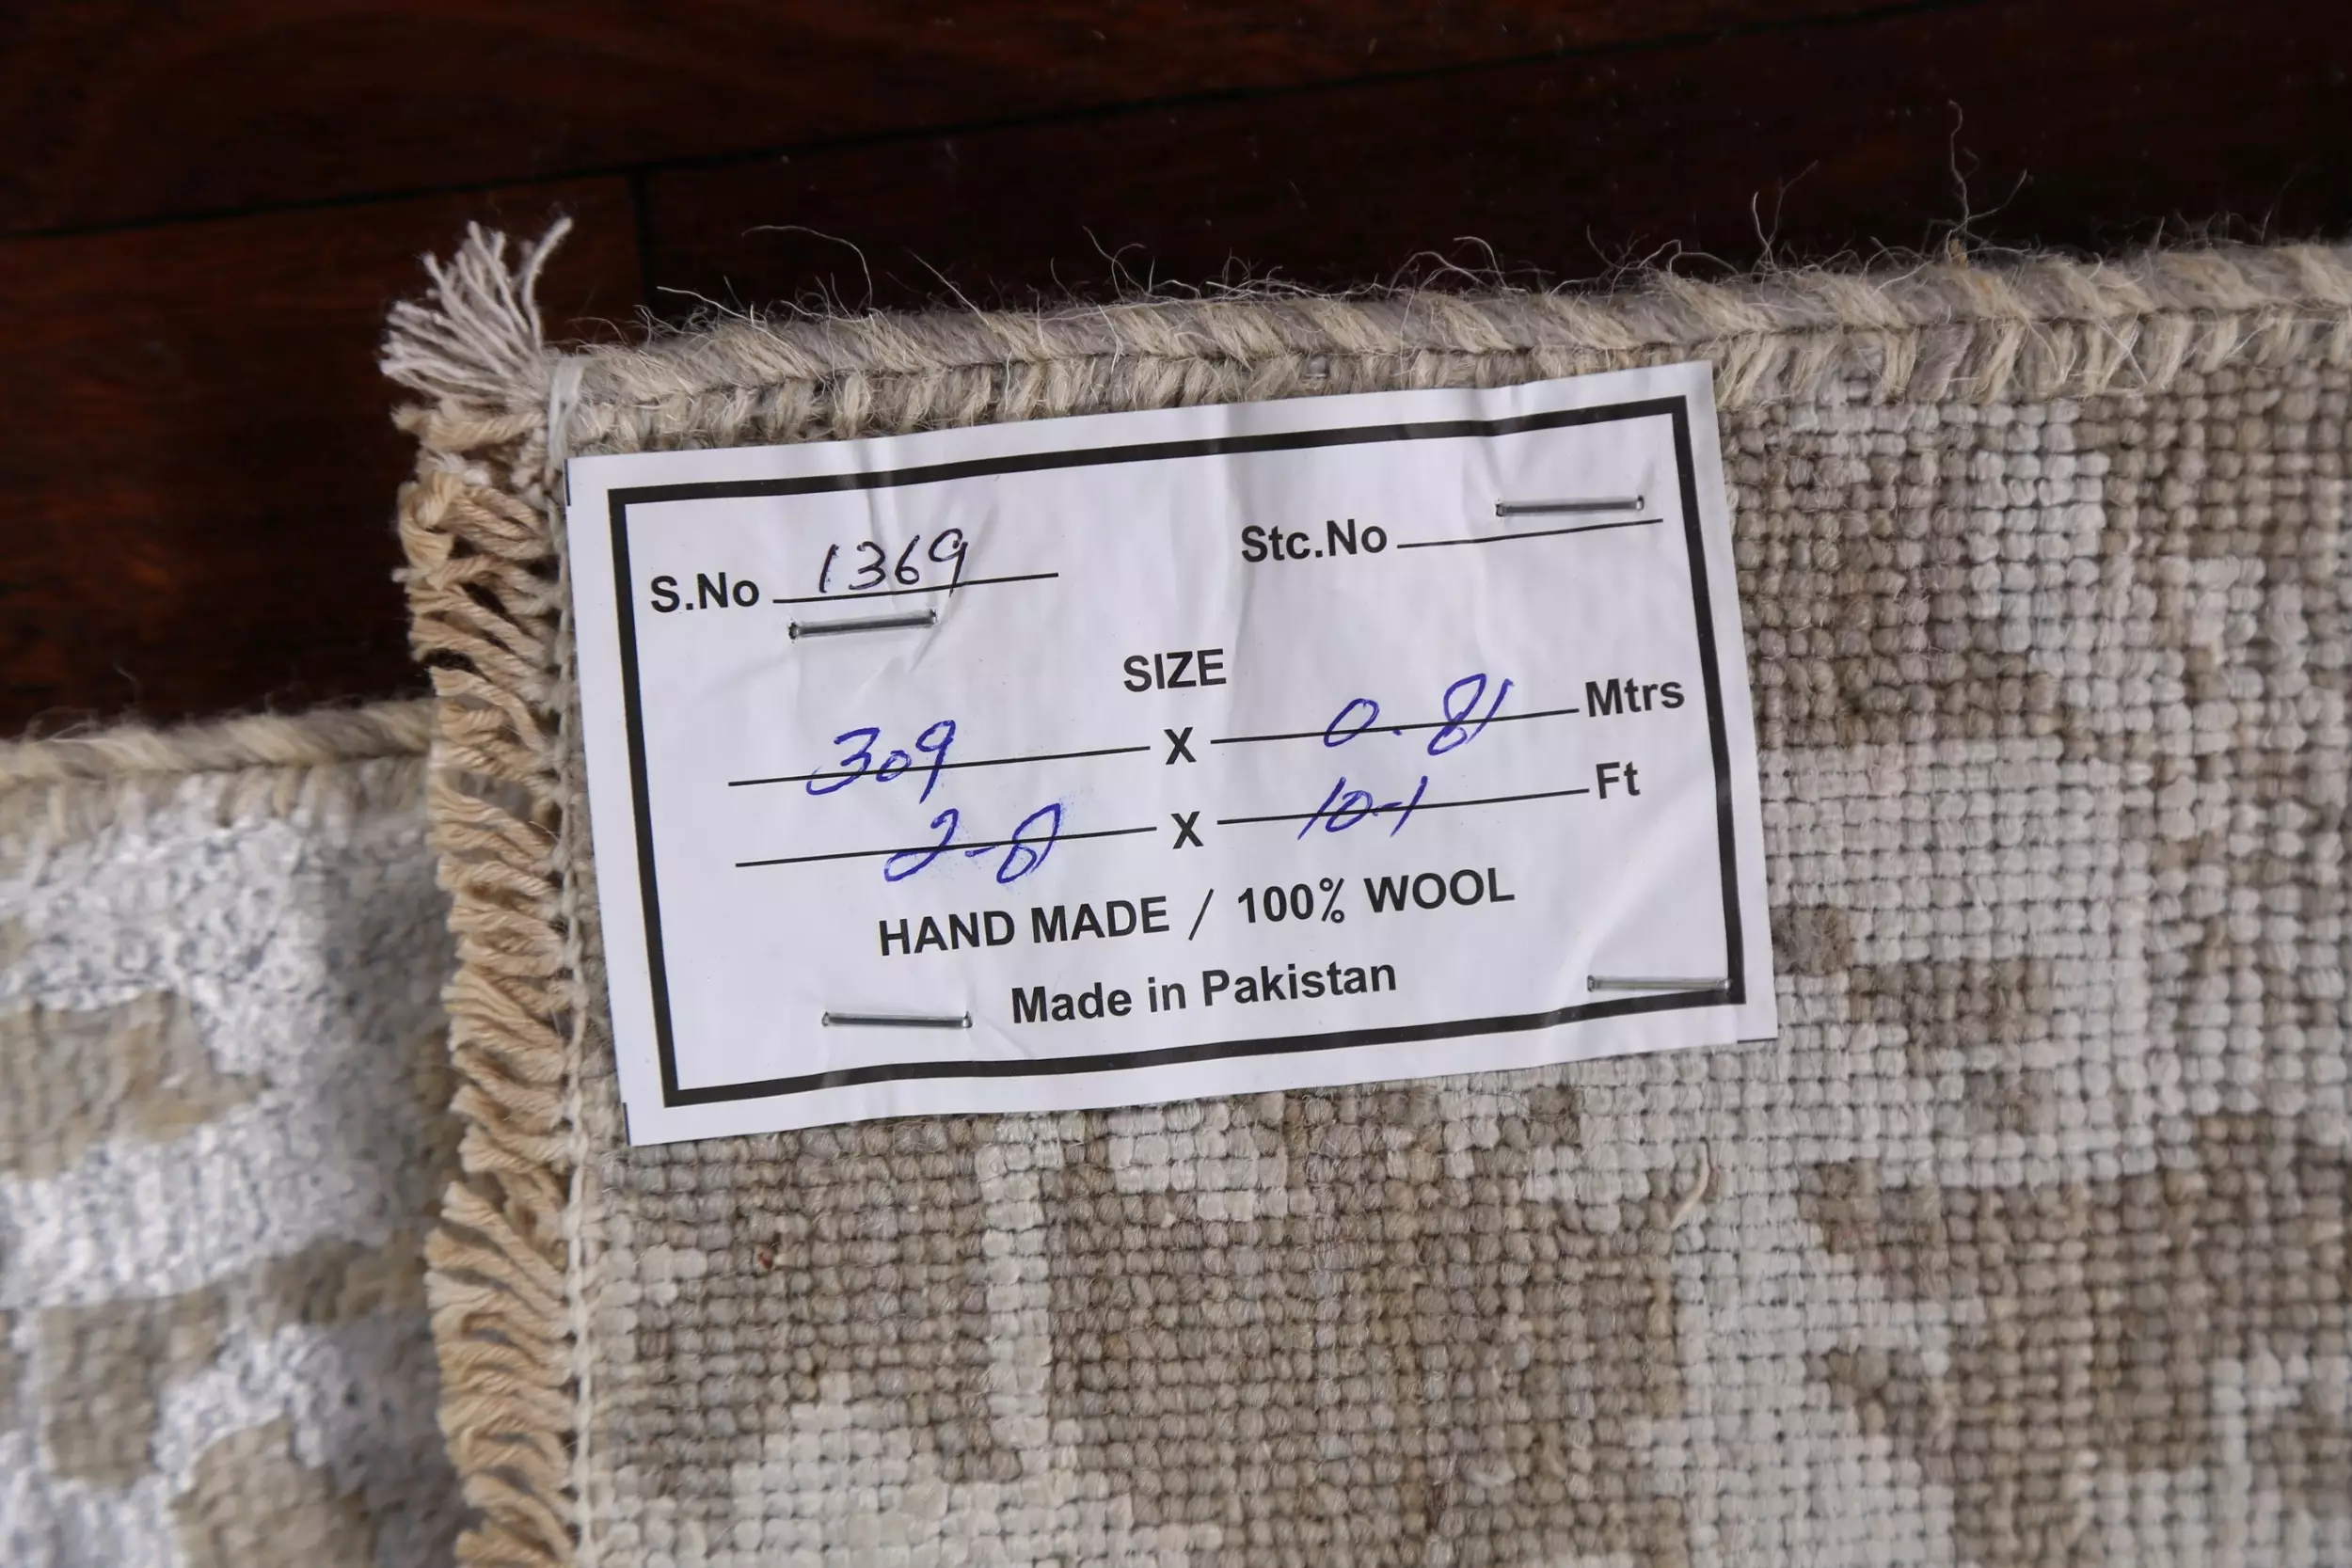 S.No 1369 Stc.No
SIZE
309 X 0.81 Mtrs
2-8 X 10-1 Ft
HAND MADE / 100% WOOL
Made in Pakistan